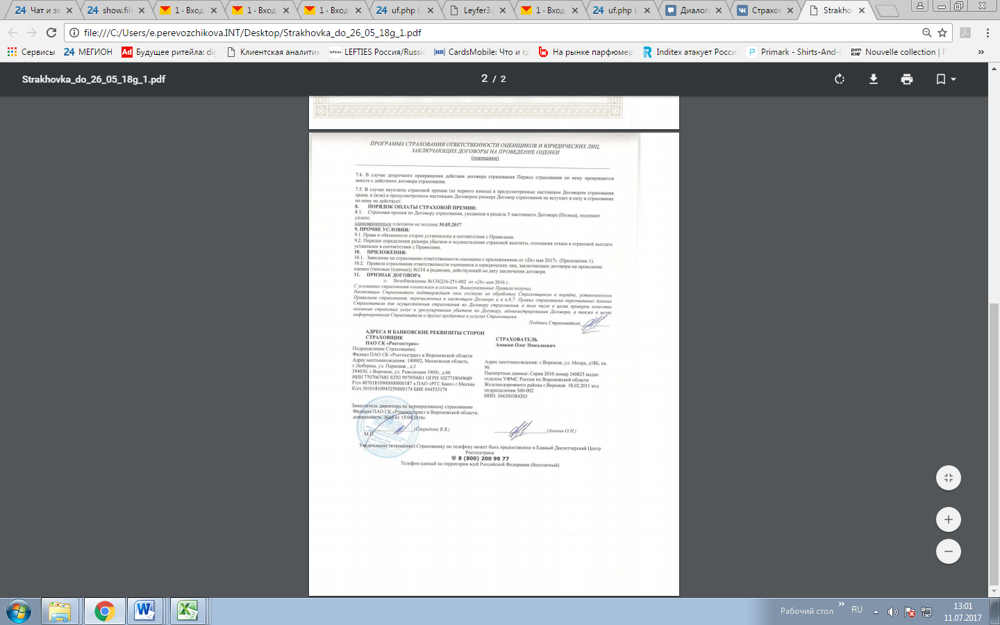 24 Чат и зв
24 show.file
1 · Вход
1 · Вход
1 · Вход
24 uf.php (
Leyfer3.
1 · Вход
24 uf.php (
Диалог
Страхов
Strakho
file:///C:/Users/e.perevozchikova.INT/Desktop/Strakhovka_do_26_05_18g_1.pdf
Сервисы
24 МЕГИОН
Ad Будущее ритейла: dig
Клиентская аналитик
lefties LEFTIES Россия/Russia
NR CardsMobile: Что и гд
На рынке парфюмер
Inditex атакует Росси
P Primark - Shirts-And-S
pim kie Nouvelle collection | P
»
Strakhovka_do_26_05_18g_1.pdf
2 / 2
ПРОГРАММА СТРАХОВАНИЯ ОТВЕТСТВЕННОСТИ ОЦЕНЩИКОВ И ЮРИДИЧЕСКИХ ЛИЦ,
ЗАКЛЮЧАЮЩИХ ДОГОВОРЫ НА ПРОВЕДЕНИЕ ОЦЕНКИ
(оценщики)
7.4. В случае досрочного прекращения действия договора страхования Период страхования по нему прекращается
вместе с действием договора страхования.
7.5. В случае неуплаты страховой премии (ее первого взноса) в предусмотренные настоящим Договором страхования
сроки, и (или) в предусмотренном настоящим Договором размере Договор страхования не вступает в силу и страхование
по нему не действует.
8. ПОРЯДОК ОПЛАТЫ СТРАХОВОЙ ПРЕМИИ:
8.1. Страховая премия по Договору страхования, указанная в разделе 5 настоящего Договора (Полиса), подлежит
уплате:
единовременным платежом не позднее 30.05.2017
9. ПРОЧИЕ УСЛОВИЯ:
9.1. Права и обязанности сторон установлены в соответствии с Правилами.
9.2. Порядок определения размера убытков и осуществления страховой выплаты, основания отказа в страховой выплате
установлен в соответствии с Правилами.
10. ПРИЛОЖЕНИЯ:
10.1. Заявление на страхование ответственности оценщика с приложениями от «26» мая 2017г. (Приложение 1).
10.2. Правила страхования ответственности оценщиков и юридических лиц, заключающих договоры на проведение
оценки (типовые (единые)) №134 в редакции, действующей на дату заключения договора.
11. ПРИЗНАК ДОГОВОРА
o Возобновление №134Д16-251-002 от «26» мая 2016 г.
С условиями страхования ознакомлен и согласен. Вышеуказанные Правила получил.
Настоящим Страхователь подтверждает свое согласие на обработку Страховщиком в порядке, установленном
Правилами страхования, перечисленных в настоящем Договоре и в п.8.7. Правил страхования персональных данных
Страхователя для осуществления страхования по Договору страхования, в том числе в целях проверки качества
оказания страховых услуг и урегулирования убытков по Договору, администрирования Договора, а также в целях
информирования Страхователя о других продуктах и услугах Страховщика.
Подпись Страхователя
АДРЕСА И БАНКОВСКИЕ РЕКВИЗИТЫ СТОРОН
СТРАХОВЩИК
ПАО СК «Росгосстрах»
Подразделение Страховщика:
Филиал ПАО СК «Росгосстрах» в Воронежской области
Адрес местонахождения: 140002, Московская область,
г.Люберцы, ул. Парковая , д.3
394030, г.Воронеж, ул. Революции 1905г, д.66
ИНН 7707067683 КПП 997950001 ОГРН 1027739049689
Р/сч 40701810900000000187 в ПАО «РГС Банк» г.Москва
К/сч 30101810945250000174 БИК 044525174
СТРАХОВАТЕЛЬ
Аникин Олег Николаевич
Адрес местонахождения: г.Воронеж, ул. Мопра, д18Б, кв.
96
Паспортные данные: Серия 2010 номер 340825 выдан
отделом УФМС России по Воронежской области
Железнодорожного района г.Воронеж 18.02.2011 код
подразделения 360-002
ИНН: 366300384203
Заместитель директора по корпоративному страхованию
Филиала ПАО СК «Росгосстрах» в Воронежской области,
доверенность №16 от 15.04.2016г
(Свиридова В.В.)
М.П.
(Аникин О.Н.)
Уведомление (извещение) Страховщику по телефону может быть предоставлено в Единый Диспетчерский Центр
Росгосстраха:
☎ 8 (800) 200 99 77
Телефон единый на территории всей Российской Федерации (бесплатный)
Рабочий стол
»
RU
13:01
11.07.2017